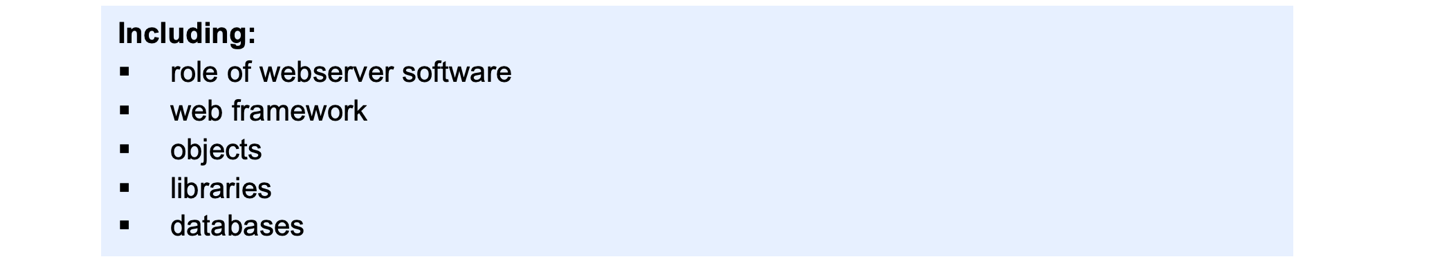 Including:
▪ role of webserver software
▪ web framework
▪ objects
▪ libraries
▪ databases